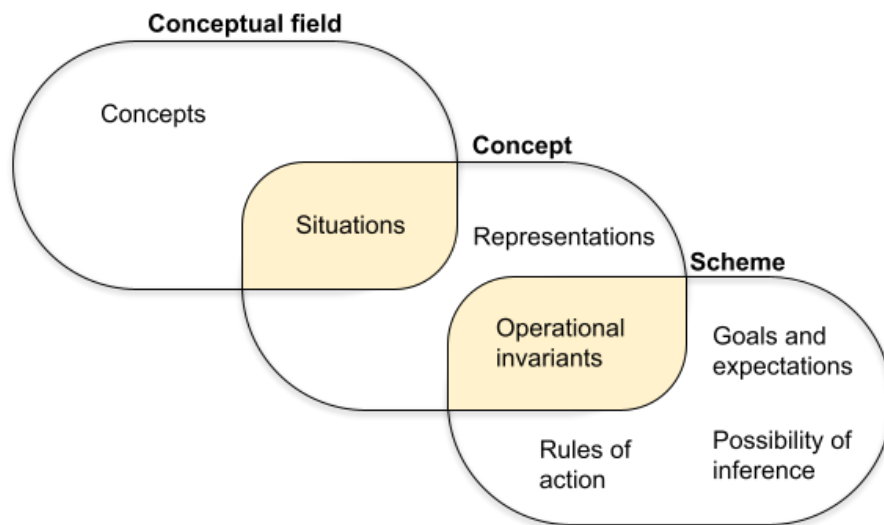 Conceptual field
Concepts
Concept
Situations
Representations
Scheme
Operational
invariants
Goals and
expectations
Rules of
action
Possibility of
inference